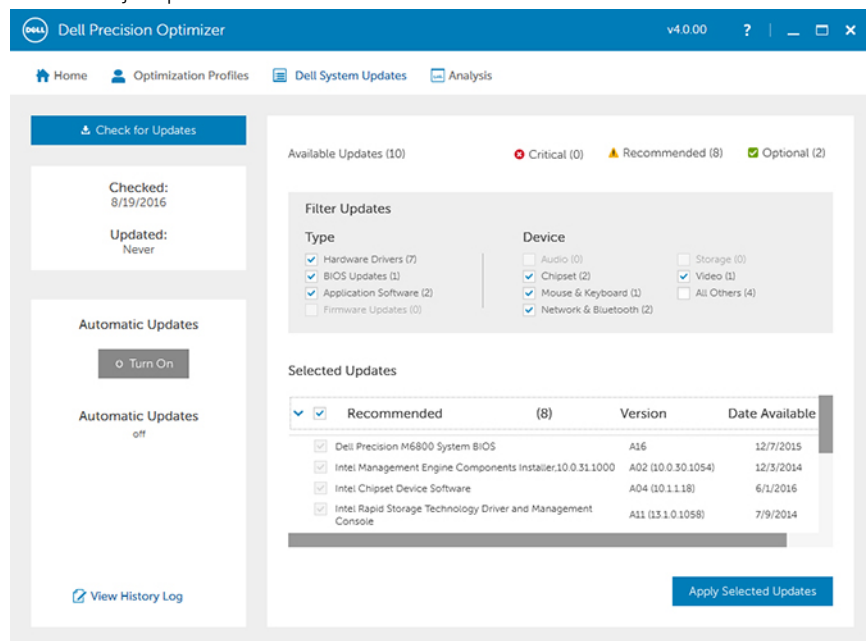 DELL
Dell Precision Optimizer
v4.0.00
?
Home
Optimization Profiles
Dell System Updates
Analysis
Check for Updates
Checked:
8/19/2016
Updated:
Never
Automatic Updates
Turn On
Automatic Updates
off
View History Log
Available Updates (10)
Critical (0)
Recommended (8)
Optional (2)
Filter Updates
Type
Hardware Drivers (7)
BIOS Updates (1)
Application Software (2)
Firmware Updates (0)
Device
Audio (0)
Chipset (2)
Mouse & Keyboard (1)
Network & Bluetooth (2)
Storage (0)
Video (1)
All Others (4)
Selected Updates
Recommended (8) Version Date Available
Dell Precision M6800 System BIOS A16 12/7/2015
Intel Management Engine Components Installer,10.0.31.1000 A02 (10.0.30.1054) 12/3/2014
Intel Chipset Device Software A04 (10.1.1.18) 6/1/2016
Intel Rapid Storage Technology Driver and Management
Console A11 (13.1.0.1058) 7/9/2014
Apply Selected Updates